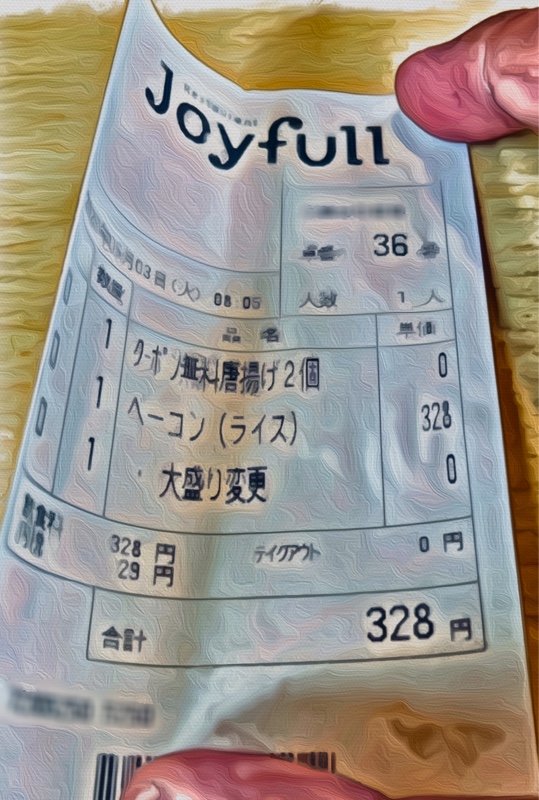 Restaurant
Joyfull
36
月03日(火) 08:05
人数 1 人
数量 品名 単価
1 クーポン無料唐揚げ2個 0
1 ベーコン(ライス) 328
1 ・大盛り変更 0
飲食
328 円 テイクアウト 0 円
29 円
合計 328 円